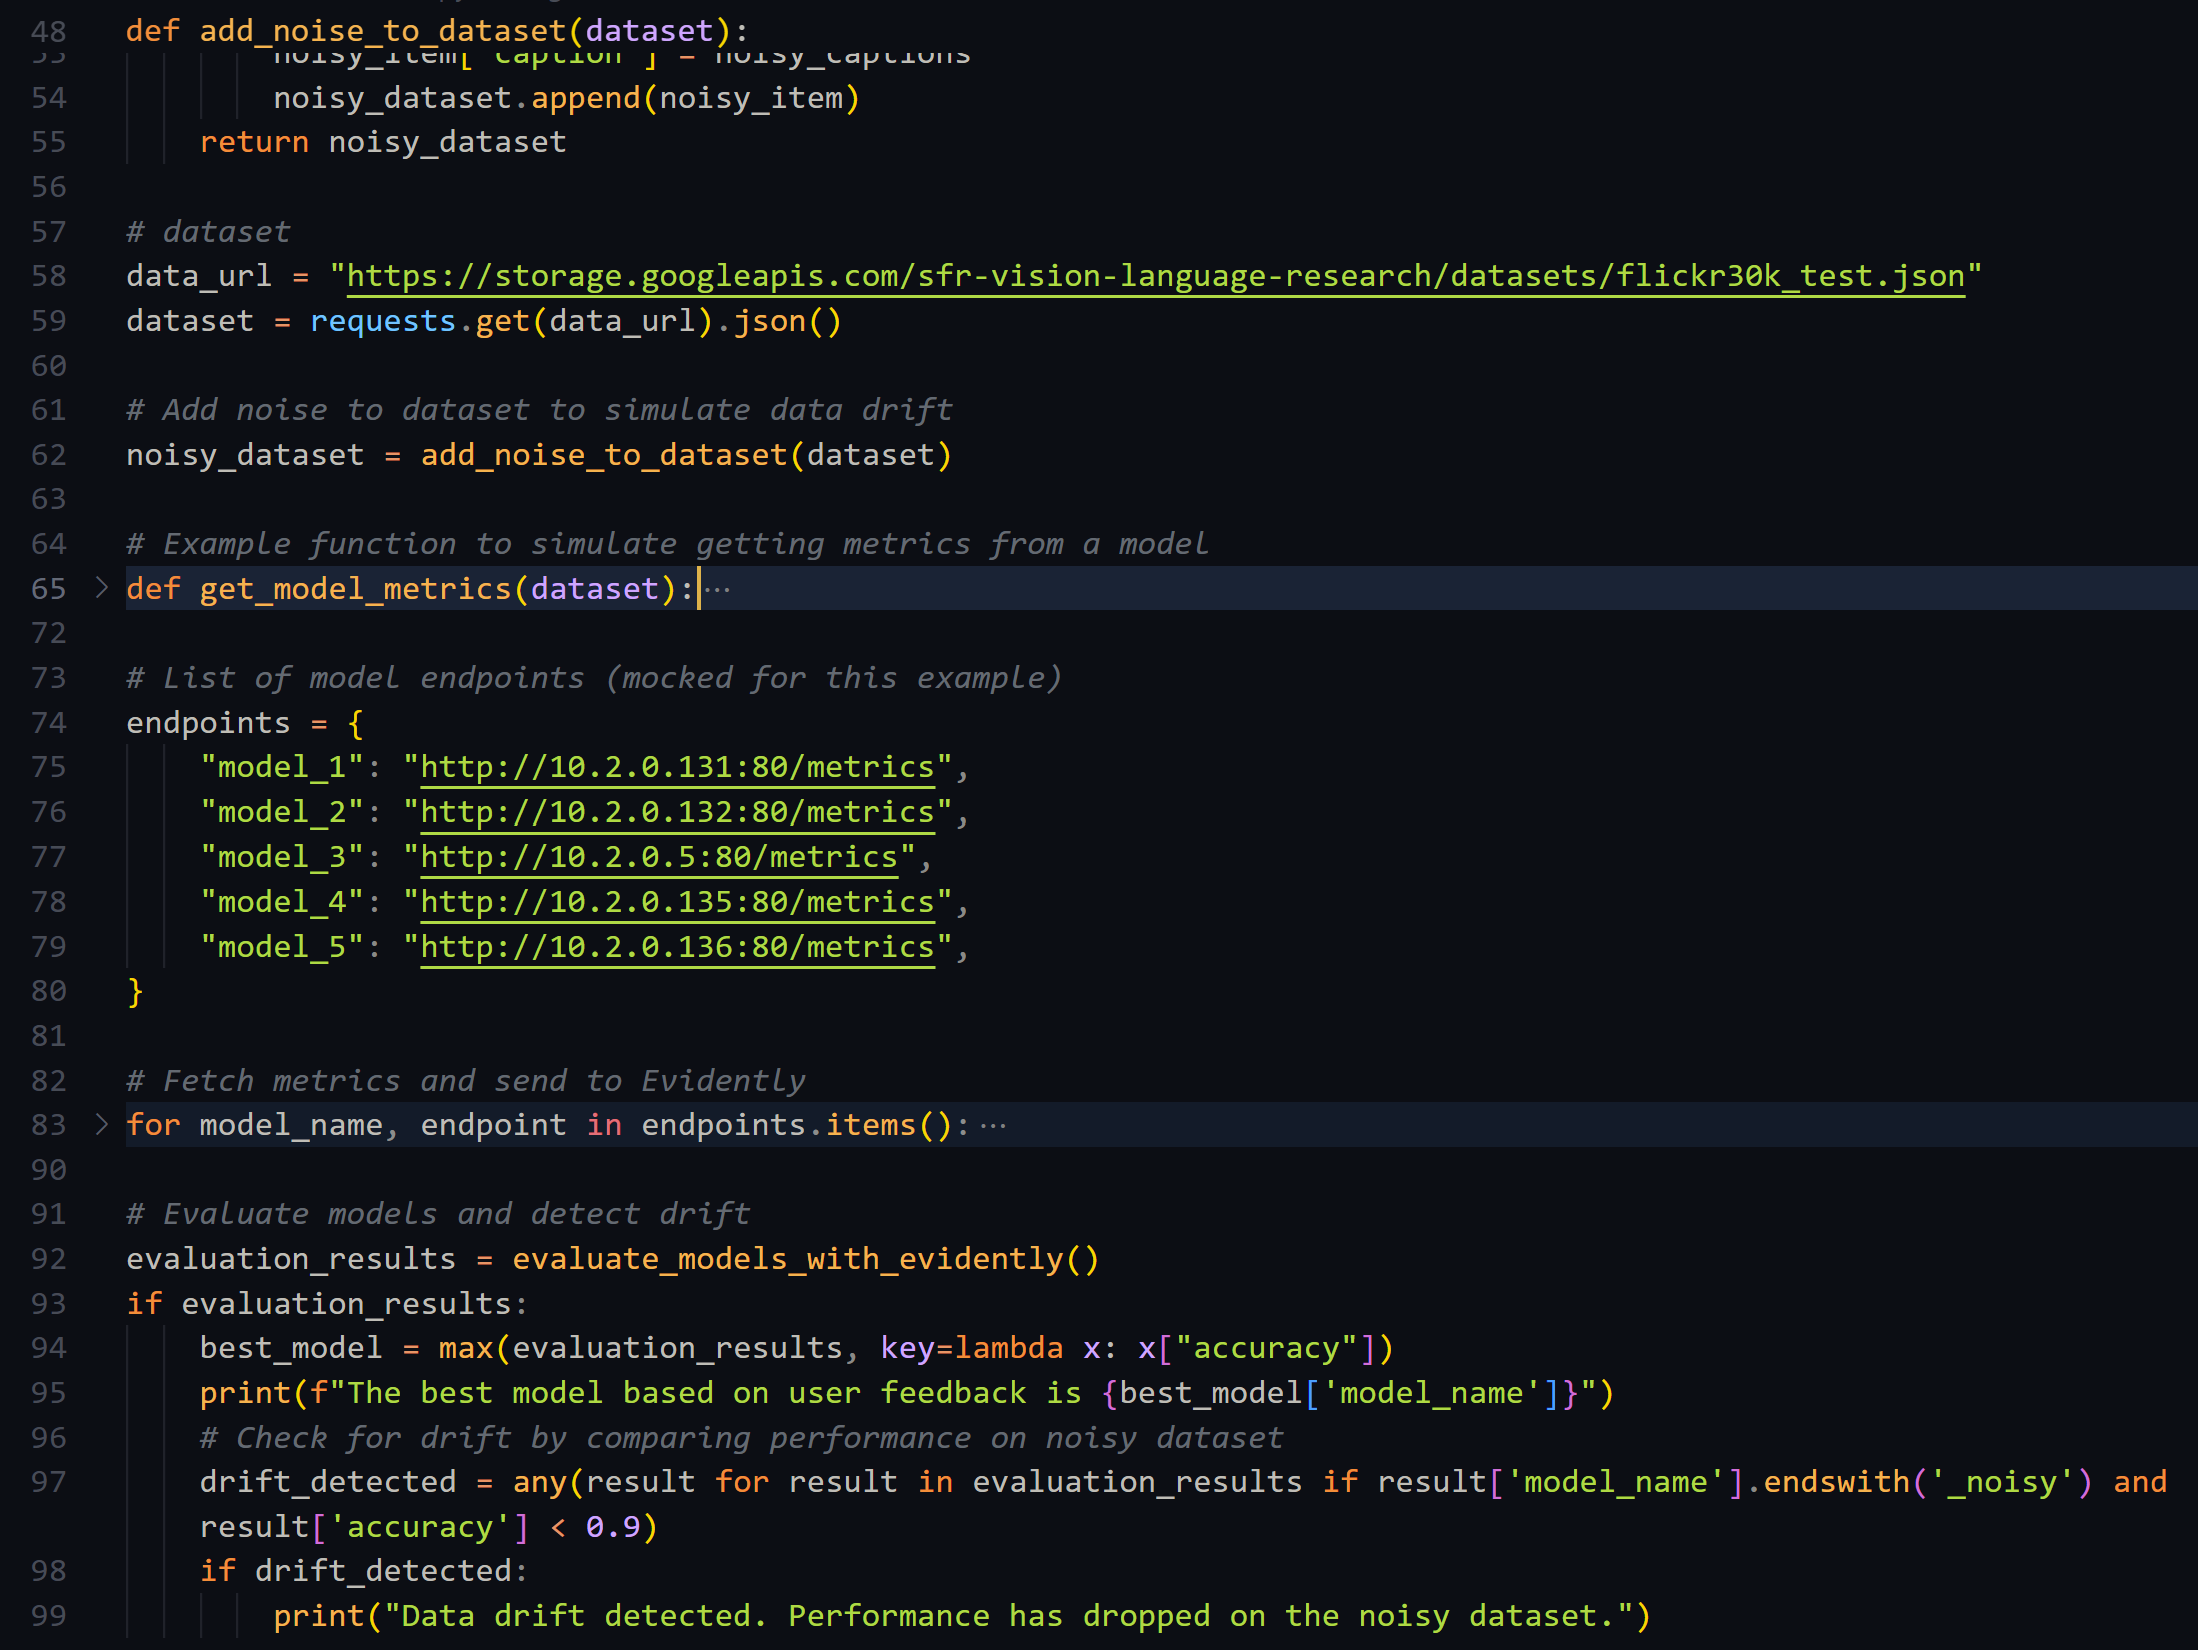 48 def add_noise_to_dataset(dataset):
53 noisy_item["caption"] = noisy_captions
54 noisy_dataset.append(noisy_item)
55 return noisy_dataset
56
57 # dataset
58 data_url = "https://storage.googleapis.com/sfr-vision-language-research/datasets/flickr30k_test.json"
59 dataset = requests.get(data_url).json()
60
61 # Add noise to dataset to simulate data drift
62 noisy_dataset = add_noise_to_dataset(dataset)
63
64 # Example function to simulate getting metrics from a model
65 > def get_model_metrics(dataset):···
72
73 # List of model endpoints (mocked for this example)
74 endpoints = {
75 "model_1": "http://10.2.0.131:80/metrics",
76 "model_2": "http://10.2.0.132:80/metrics",
77 "model_3": "http://10.2.0.5:80/metrics",
78 "model_4": "http://10.2.0.135:80/metrics",
79 "model_5": "http://10.2.0.136:80/metrics",
80 }
81
82 # Fetch metrics and send to Evidently
83 > for model_name, endpoint in endpoints.items():···
90
91 # Evaluate models and detect drift
92 evaluation_results = evaluate_models_with_evidently()
93 if evaluation_results:
94 best_model = max(evaluation_results, key=lambda x: x["accuracy"])
95 print(f"The best model based on user feedback is {best_model['model_name']}")
96 # Check for drift by comparing performance on noisy dataset
97 drift_detected = any(result for result in evaluation_results if result['model_name'].endswith('_noisy') and
result['accuracy'] < 0.9)
98 if drift_detected:
99 print("Data drift detected. Performance has dropped on the noisy dataset.")